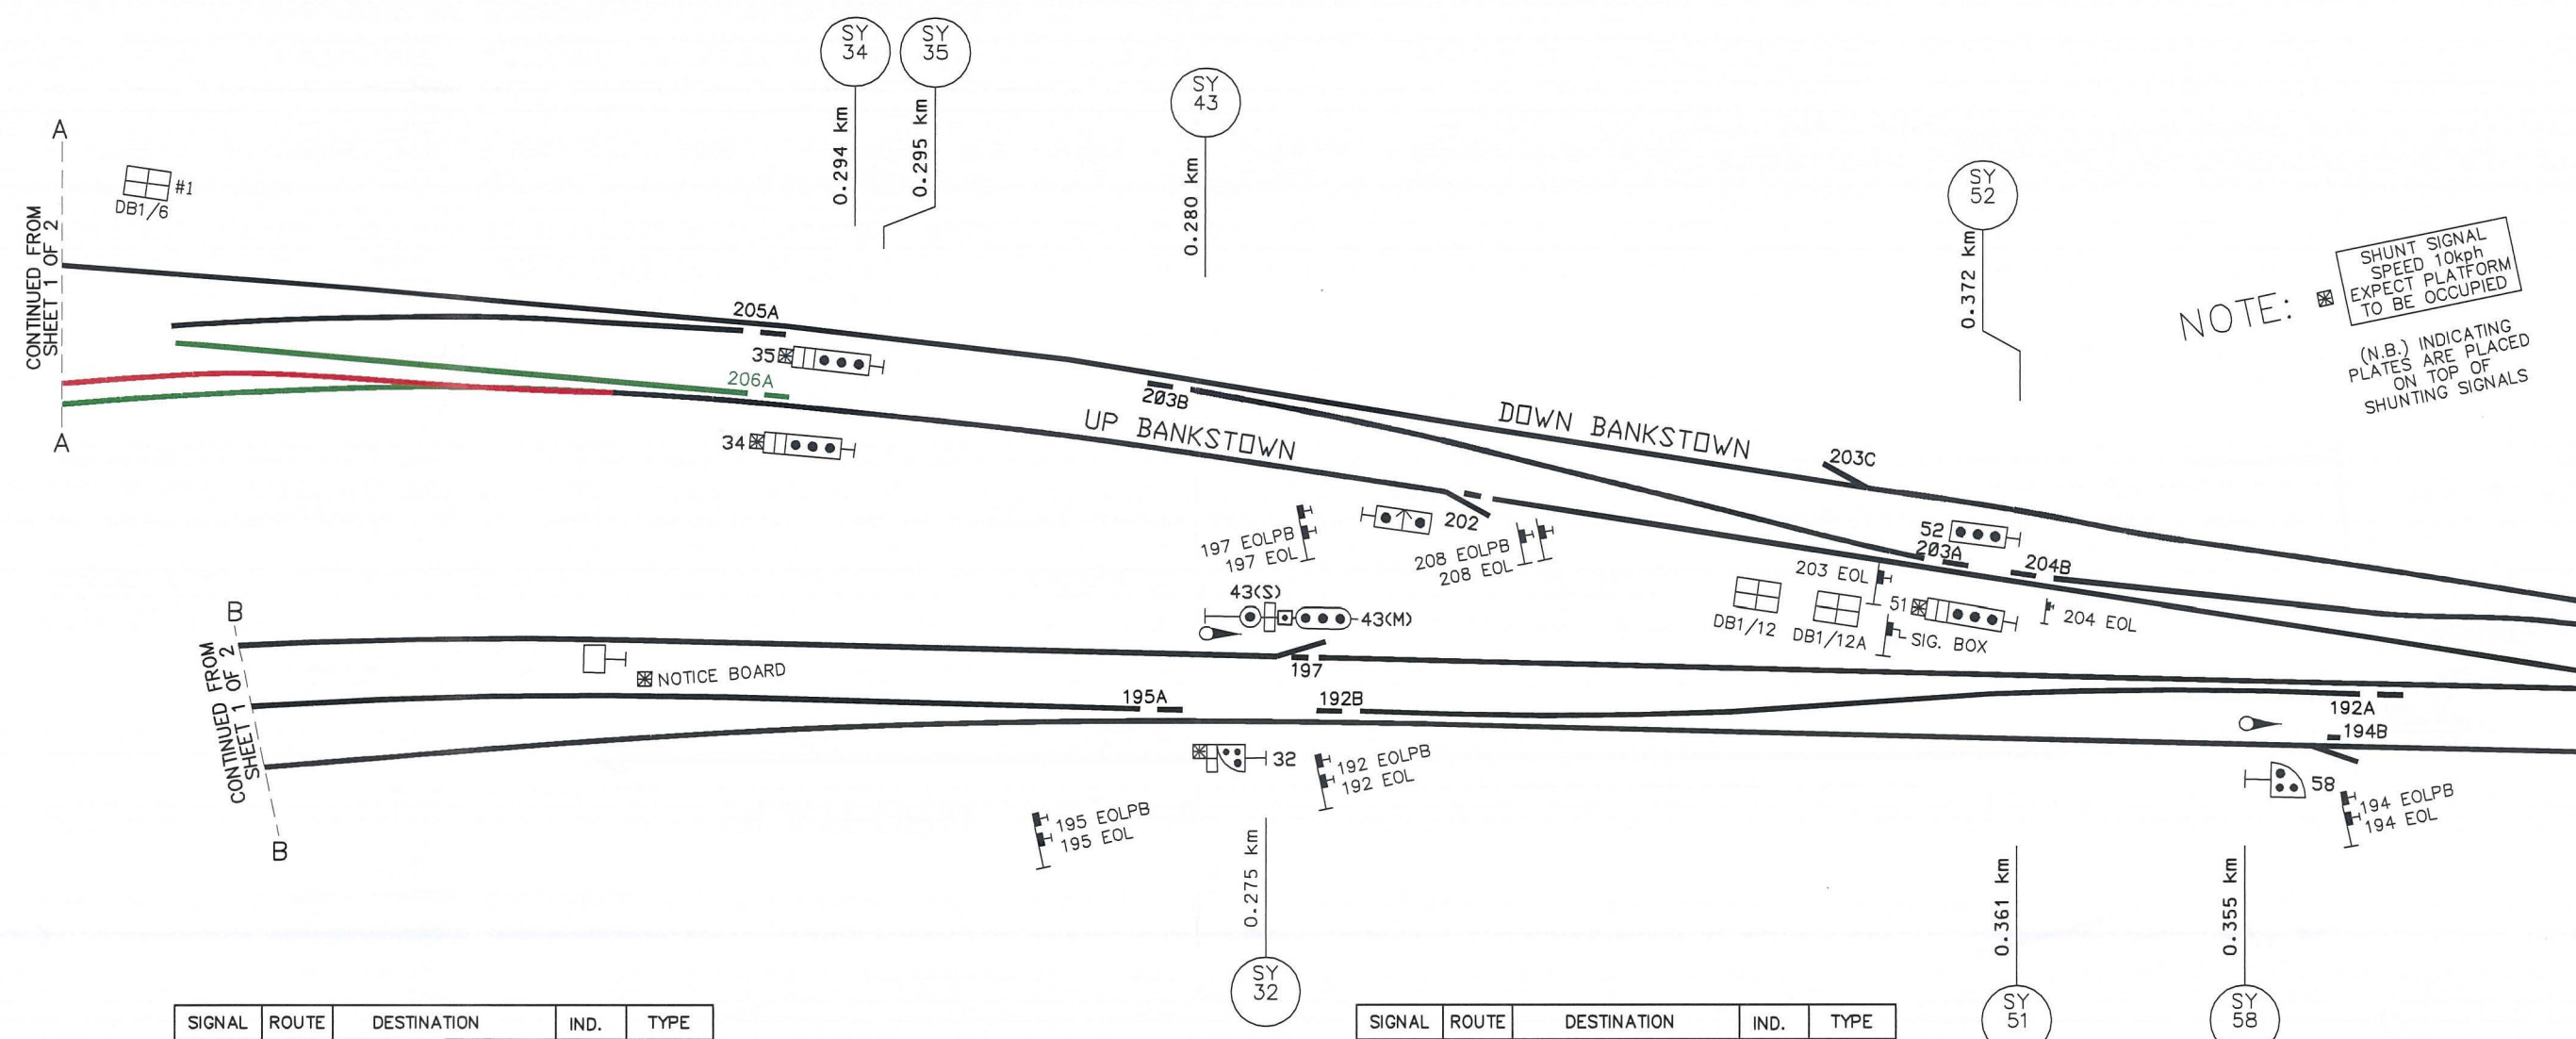 SY
34
SY
35
SY
43
SY
52
0.294 km
0.295 km
0.280 km
0.372 km
A
#1
DB1/6
CONTINUED FROM
SHEET 1 OF 2
A
NOTE:
SHUNT SIGNAL
SPEED 10kph
EXPECT PLATFORM
TO BE OCCUPIED
(N.B.) INDICATING
PLATES ARE PLACED
ON TOP OF
SHUNTING SIGNALS
205A
35
206A
34
203B
UP BANKSTOWN
DOWN BANKSTOWN
203C
202
197 EOLPB
197 EOL
208 EOLPB
208 EOL
52
203A
204B
203 EOL
51
204 EOL
DB1/12
DB1/12A
SIG. BOX
43(S)
43(M)
B
CONTINUED FROM
SHEET 1 OF 2
B
NOTICE BOARD
197
195A
192B
192A
194B
32
192 EOLPB
192 EOL
58
194 EOLPB
194 EOL
195 EOLPB
195 EOL
0.275 km
0.361 km
0.355 km
SY
32
SY
51
SY
58
SIGNAL ROUTE DESTINATION IND. TYPE
SIGNAL ROUTE DESTINATION IND. TYPE